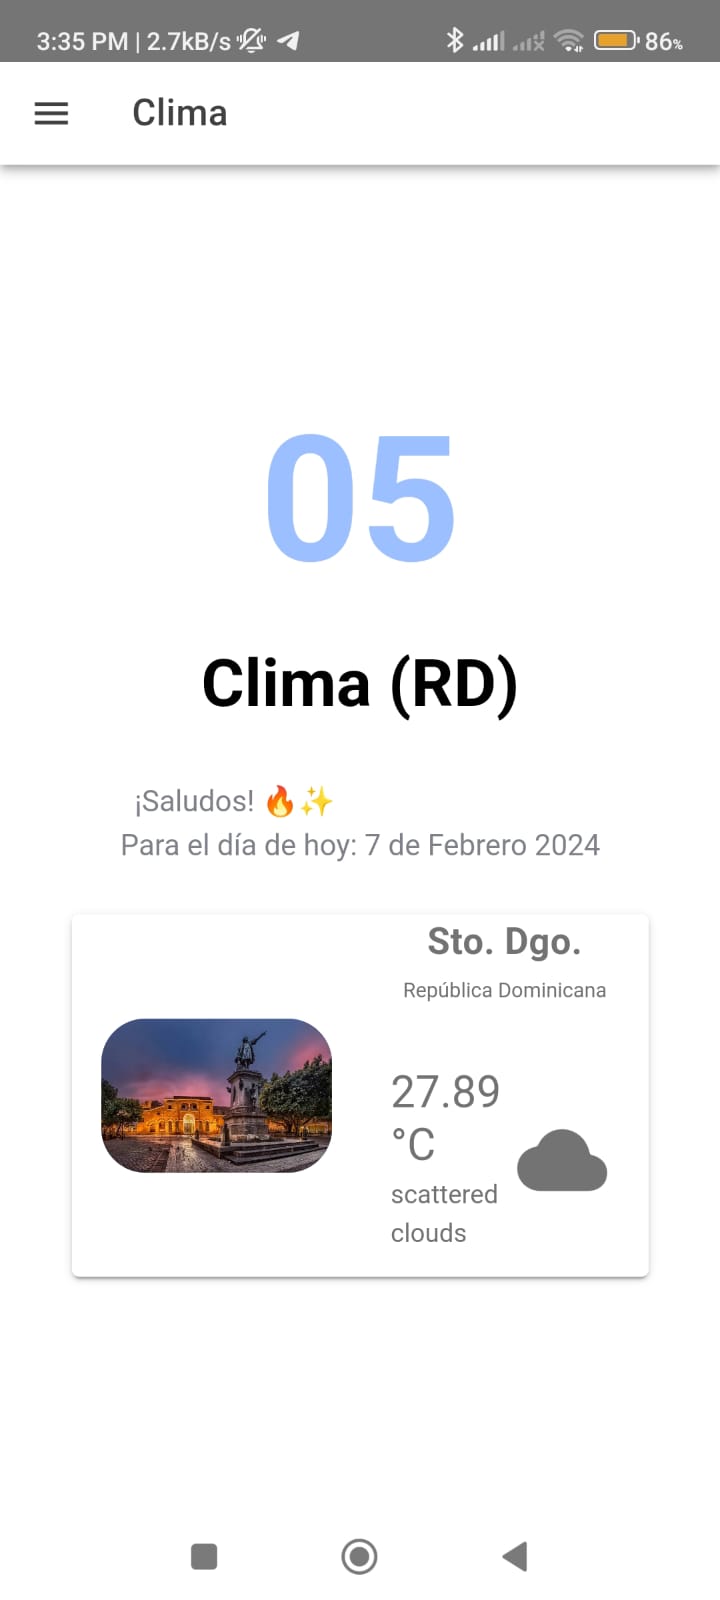 3:35 PM | 2.7kB/s 86%
Clima
05
Clima (RD)
¡Saludos! 🔥✨
Para el día de hoy: 7 de Febrero 2024
Sto. Dgo.
República Dominicana
27.89
°C
scattered
clouds